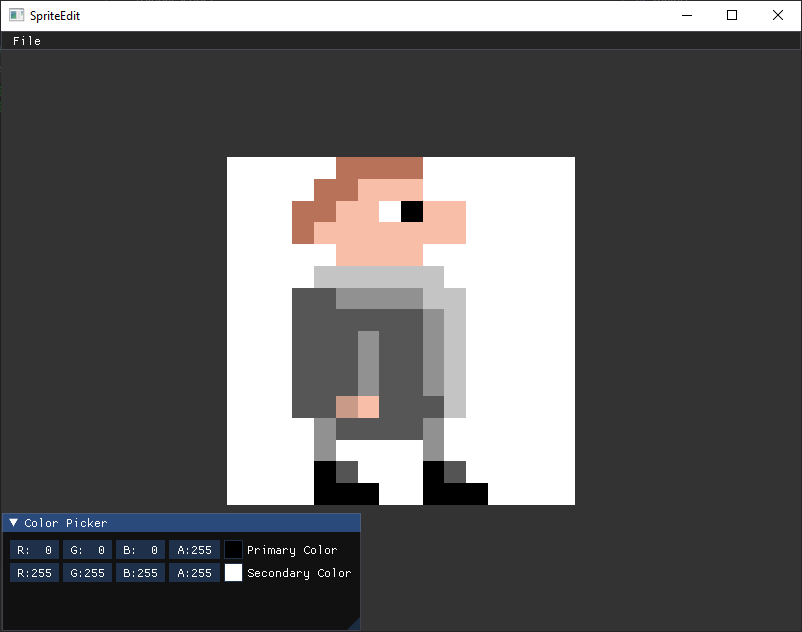 SpriteEdit
File
Color Picker
R: 0 G: 0 B: 0 A:255 Primary Color
R:255 G:255 B:255 A:255 Secondary Color